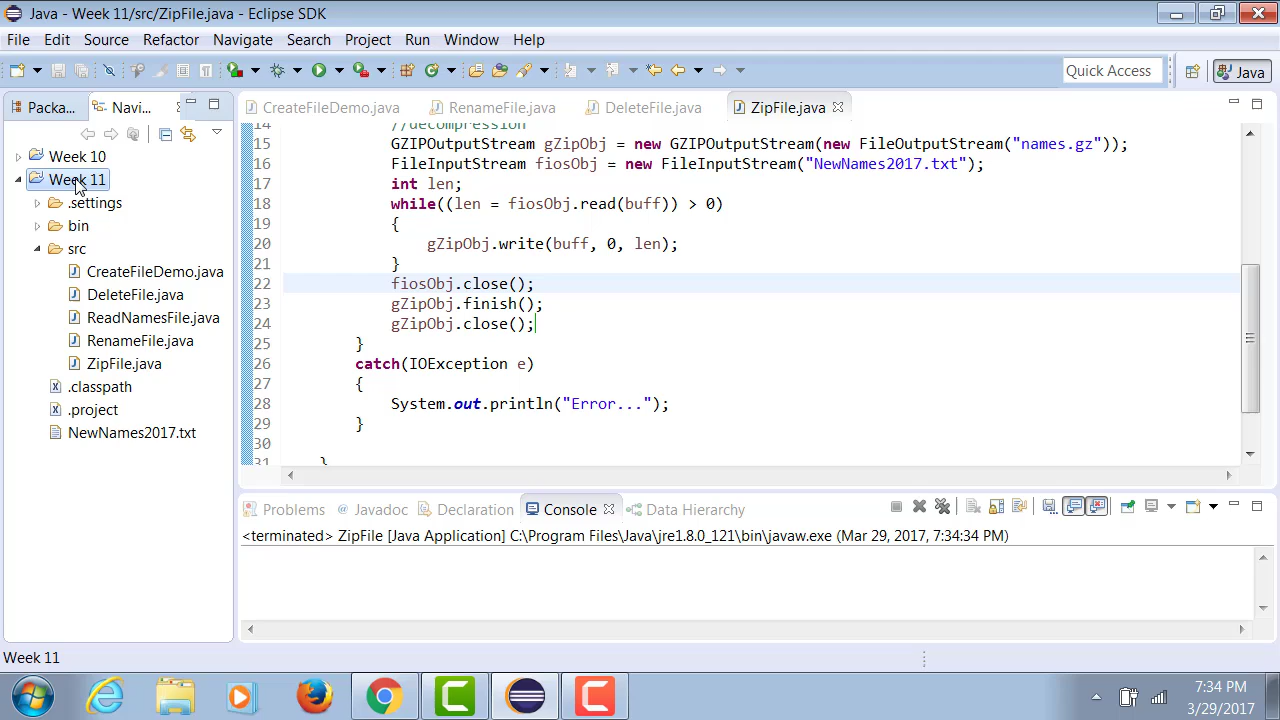 Java - Week 11/src/ZipFile.java - Eclipse SDK
File Edit Source Refactor Navigate Search Project Run Window Help
Quick Access Java
Packa... Navi...
CreateFileDemo.java RenameFile.java DeleteFile.java ZipFile.java
Week 10
Week 11
.settings
bin
src
CreateFileDemo.java
DeleteFile.java
ReadNamesFile.java
RenameFile.java
ZipFile.java
.classpath
.project
NewNames2017.txt
14 //decompression
15 GZIPOutputStream gZipObj = new GZIPOutputStream(new FileOutputStream("names.gz"));
16 FileInputStream fiosObj = new FileInputStream("NewNames2017.txt");
17 int len;
18 while((len = fiosObj.read(buff)) > 0)
19 {
20 gZipObj.write(buff, 0, len);
21 }
22 fiosObj.close();
23 gZipObj.finish();
24 gZipObj.close();
25 }
26 catch(IOException e)
27 {
28 System.out.println("Error...");
29 }
30
31 }
Problems @ Javadoc Declaration Console Data Hierarchy
<terminated> ZipFile [Java Application] C:\Program Files\Java\jre1.8.0_121\bin\javaw.exe (Mar 29, 2017, 7:34:34 PM)
Week 11
7:34 PM
3/29/2017